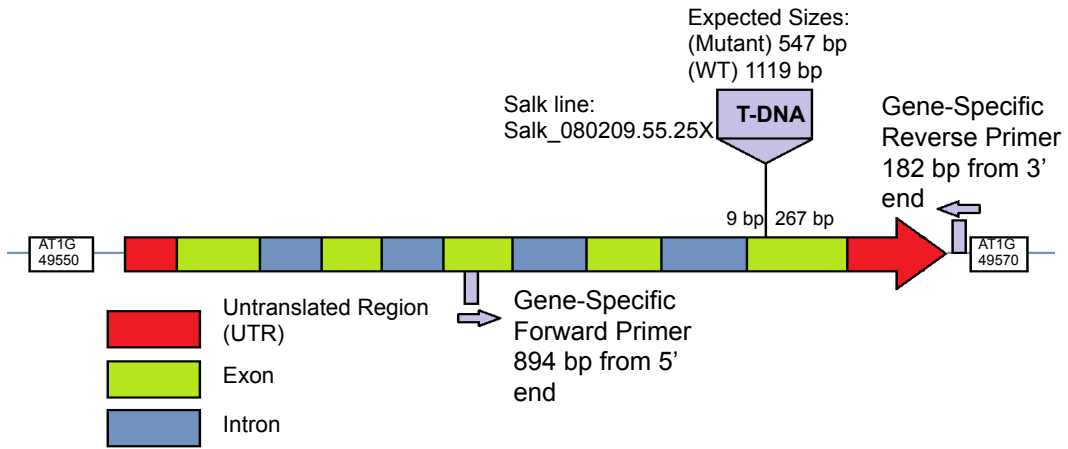 Expected Sizes:
(Mutant) 547 bp
(WT) 1119 bp
Salk line:
Salk_080209.55.25X
T-DNA
Gene-Specific
Reverse Primer
182 bp from 3’
end
9 bp 267 bp
AT1G
49550
AT1G
49570
Gene-Specific
Forward Primer
894 bp from 5’
end
Untranslated Region
(UTR)
Exon
Intron